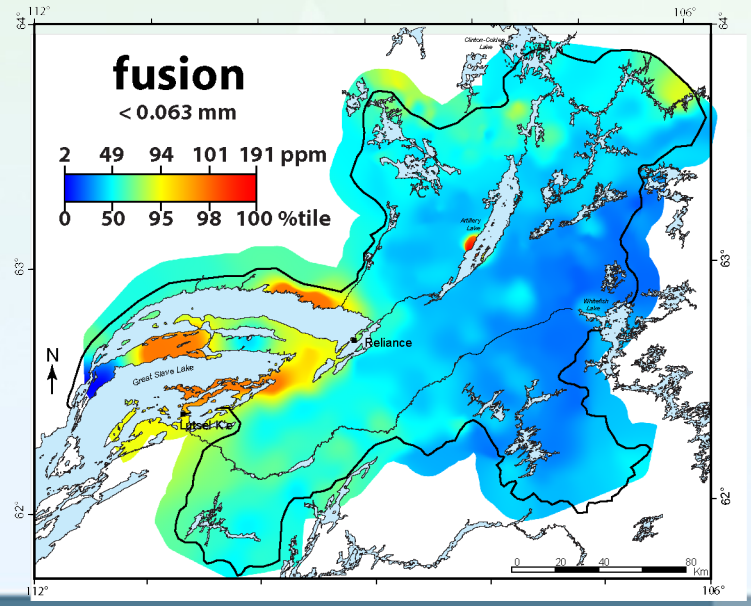 112°
106°
64°
64°
Clinton-Colden
Lake
fusion
< 0.063 mm
2 49 94 101 191 ppm
0 50 95 98 100 %tile
Artillery
Lake
63°
63°
Whitefish
Lake
N
Reliance
Great Slave Lake
Lutsel K'e
62°
62°
0 20 40 80
Km
112°
106°